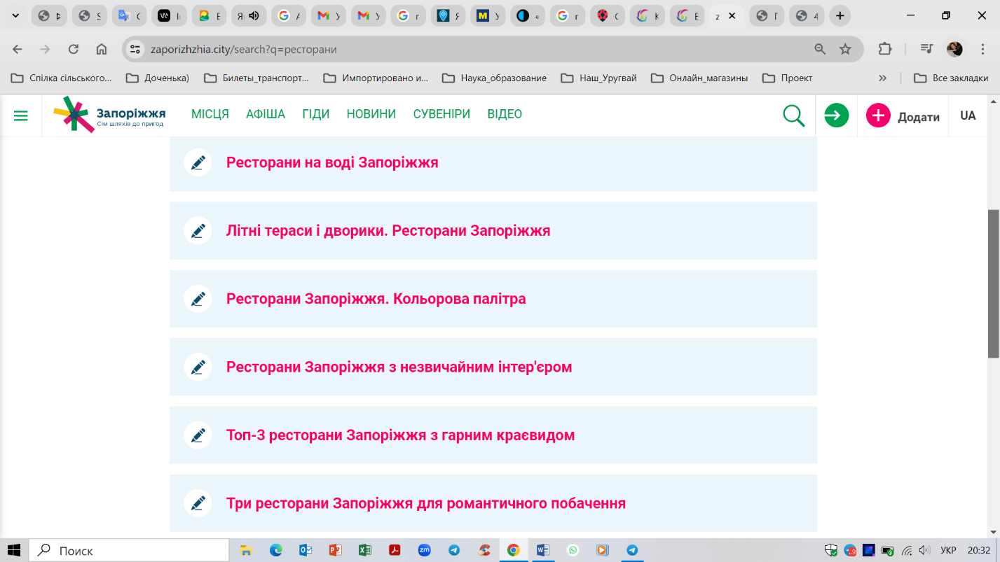 zaporizhzhia.city/search?q=ресторани
Спілка сільського...
Доченька)
Билеты_транспорт...
Импортировано и...
Наука_образование
Наш_Уругвай
Онлайн_магазины
Проект
»
Все закладки
Запоріжжя
Сім шляхів до пригод
МІСЦЯ
АФІША
ГІДИ
НОВИНИ
СУВЕНІРИ
ВІДЕО
Додати
UA
Ресторани на воді Запоріжжя
Літні тераси і дворики. Ресторани Запоріжжя
Ресторани Запоріжжя. Кольорова палітра
Ресторани Запоріжжя з незвичайним інтер'єром
Топ-3 ресторани Запоріжжя з гарним краєвидом
Три ресторани Запоріжжя для романтичного побачення
Поиск
УКР
20:32